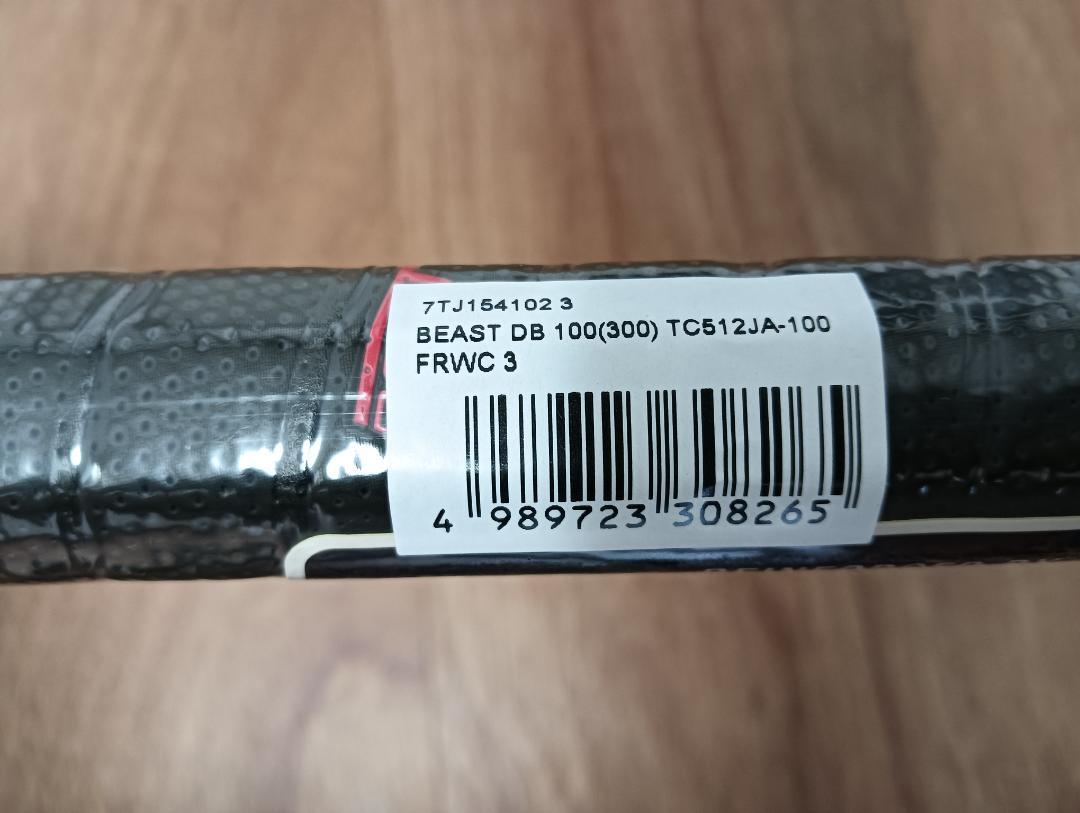 7TJ154102 3
BEAST DB 100(300) TC512JA-100
FRWC 3
4 989723 308265